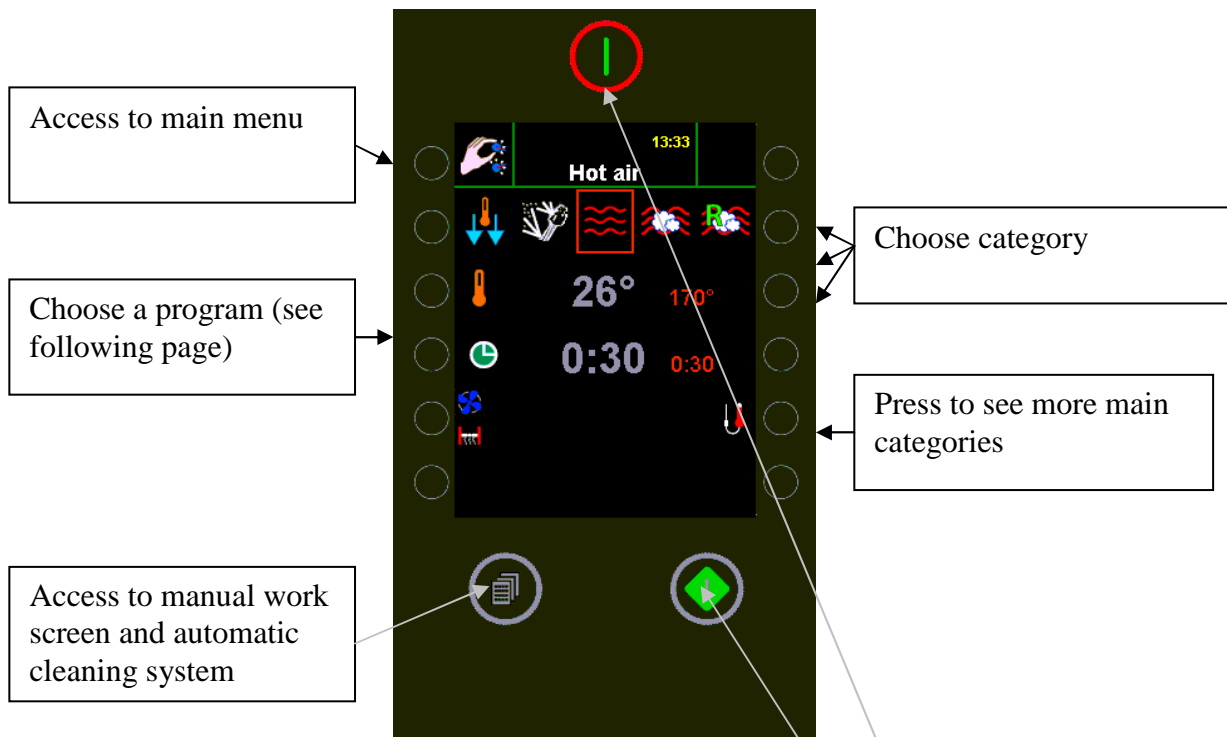 Access to main menu
13:33
Hot air
R
Choose category
26° 170°
Choose a program (see
following page)
0:30 0:30
Press to see more main
categories
Access to manual work
screen and automatic
cleaning system